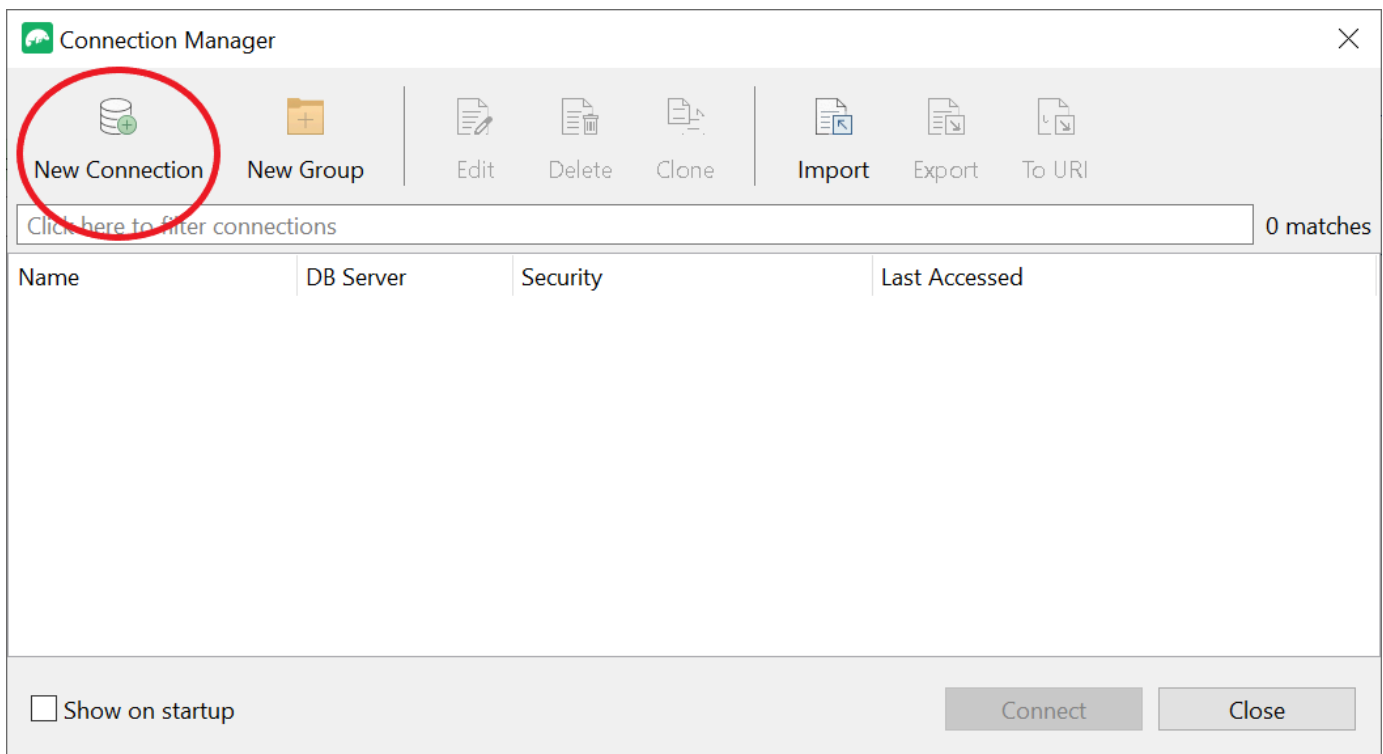 Connection Manager
New Connection New Group Edit Delete Clone Import Export To URI
Click here to filter connections 0 matches
Name DB Server Security Last Accessed
Show on startup Connect Close